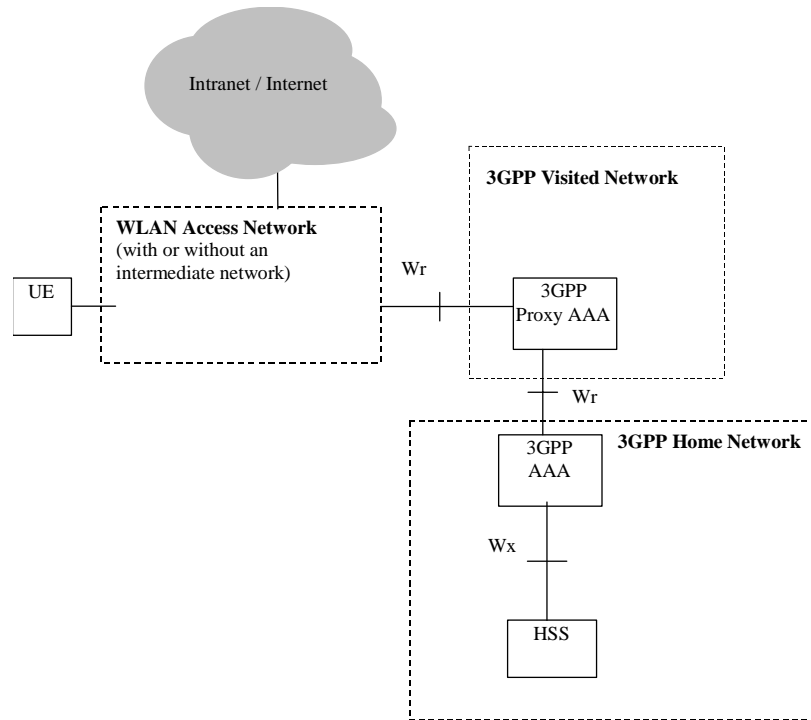 Intranet / Internet
3GPP Visited Network
WLAN Access Network
(with or without an
intermediate network)
Wr
UE
3GPP
Proxy AAA
Wr
3GPP Home Network
3GPP
AAA
Wx
HSS